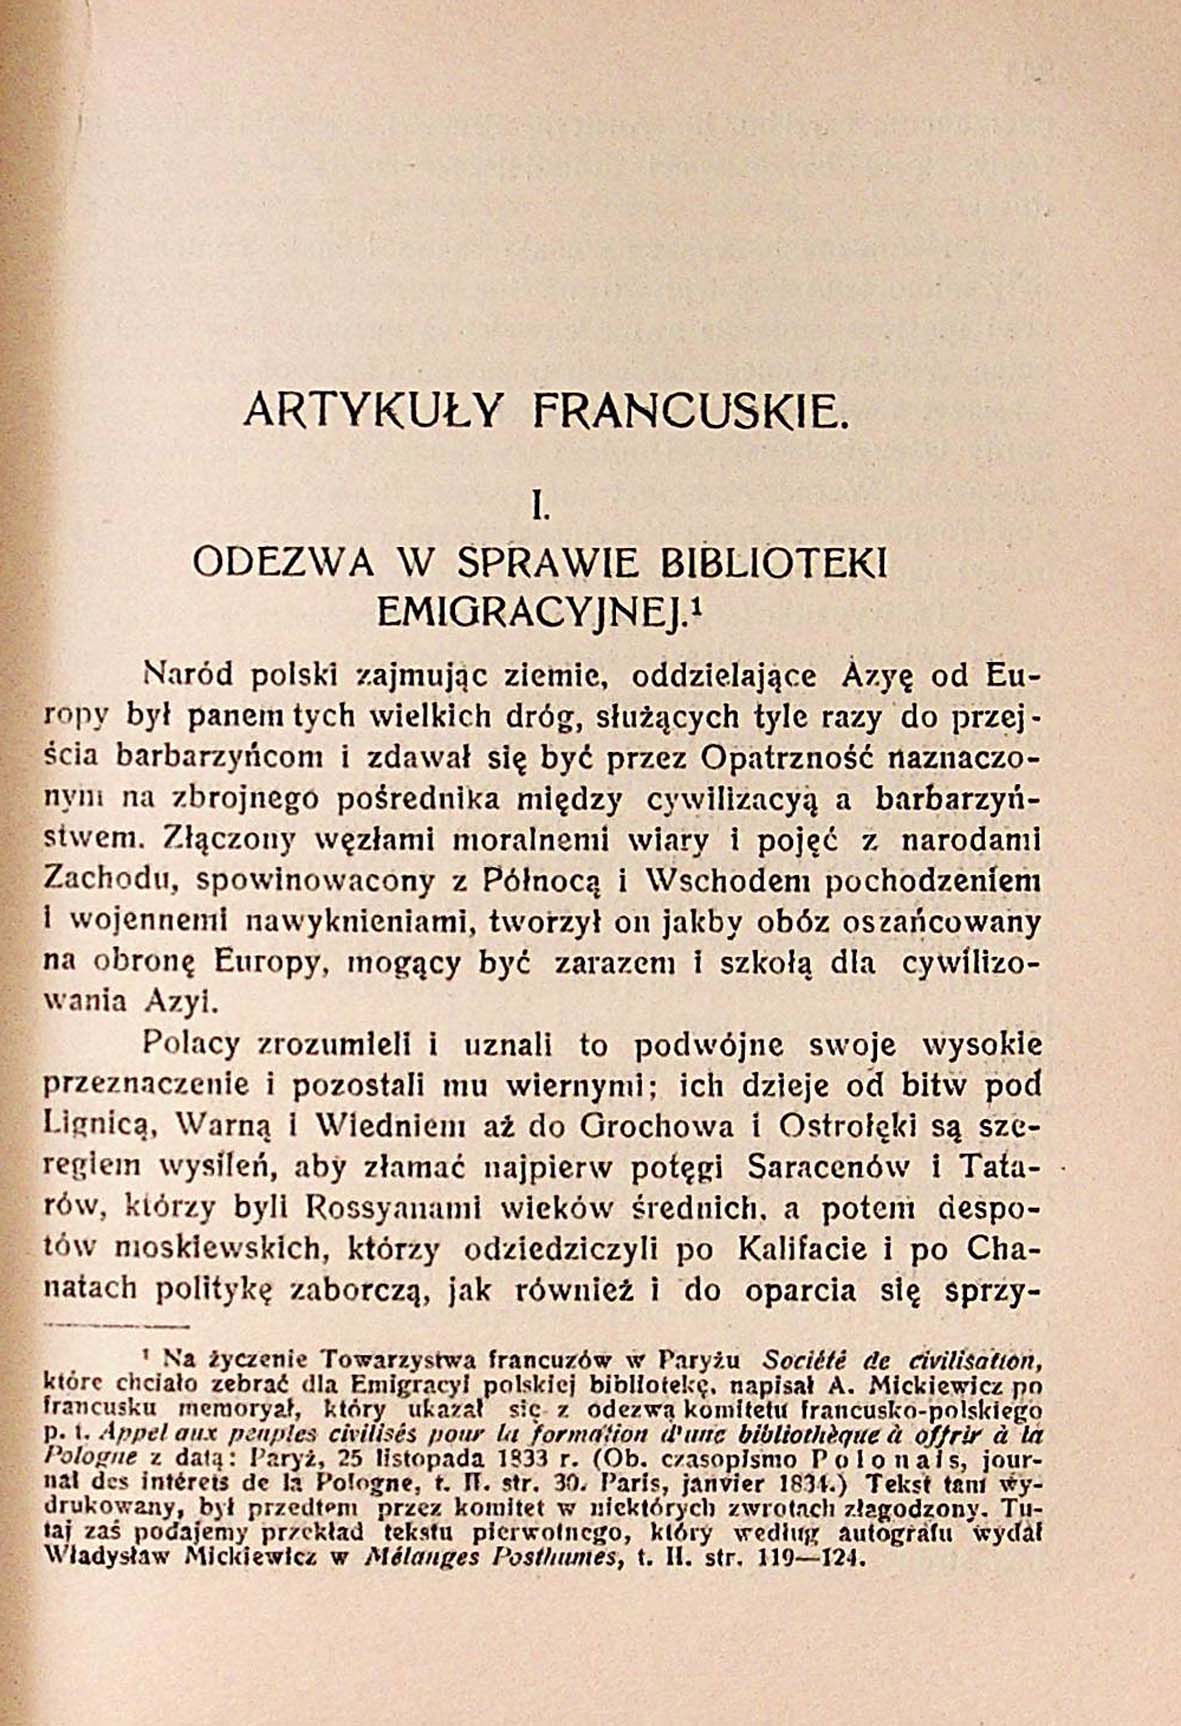 ARTYKUŁY FRANCUSKIE.
I.
ODEZWA W SPRAWIE BIBLIOTEKI
EMIGRACYJNEJ.¹
Naród polski zajmując ziemie, oddzielające Azyę od Eu-
ropy był panem tych wielkich dróg, służących tyle razy do przej-
ścia barbarzyńcom i zdawał się być przez Opatrzność naznaczo-
nym na zbrojnego pośrednika między cywilizacyą a barbarzyń-
stwem. Złączony węzłami moralnemi wiary i pojęć z narodami
Zachodu, spowinowacony z Północą i Wschodem pochodzeniem
i wojennemi nawyknieniami, tworzył on jakby obóz oszańcowany
na obronę Europy, mogący być zarazem i szkołą dla cywilizo-
wania Azyi.
Polacy zrozumieli i uznali to podwójne swoje wysokie
przeznaczenie i pozostali mu wiernymi; ich dzieje od bitw pod
Lignicą, Warną i Wiedniem aż do Grochowa i Ostrołęki są sze-
regiem wysileń, aby złamać najpierw potęgi Saracenów i Tata-
rów, którzy byli Rossyanami wieków średnich, a potem despo-
tów moskiewskich, którzy odziedziczyli po Kalifacie i po Cha-
natach politykę zaborczą, jak również i do oparcia się sprzy-
¹ Na życzenie Towarzystwa francuzów w Paryżu Société de civilisation,
które chciało zebrać dla Emigracyi polskiej bibliotekę, napisał A. Mickiewicz po
francusku memoryał, który ukazał się z odezwą komitetu francusko-polskiego
p. t. Appel aux peuples civilisés pour la formation d'une bibliothèque à offrir à la
Pologne z datą: Paryż, 25 listopada 1833 r. (Ob. czasopismo Polonais, jour-
nal des intérets de la Pologne, t. II. str. 30. Paris, janvier 1834.) Tekst tam wy-
drukowany, był przedtem przez komitet w niektórych zwrotach złagodzony. Tu-
taj zaś podajemy przekład tekstu pierwotnego, który według autografu wydał
Władysław Mickiewicz w Mélanges Posthumes, t. II. str. 119—124.